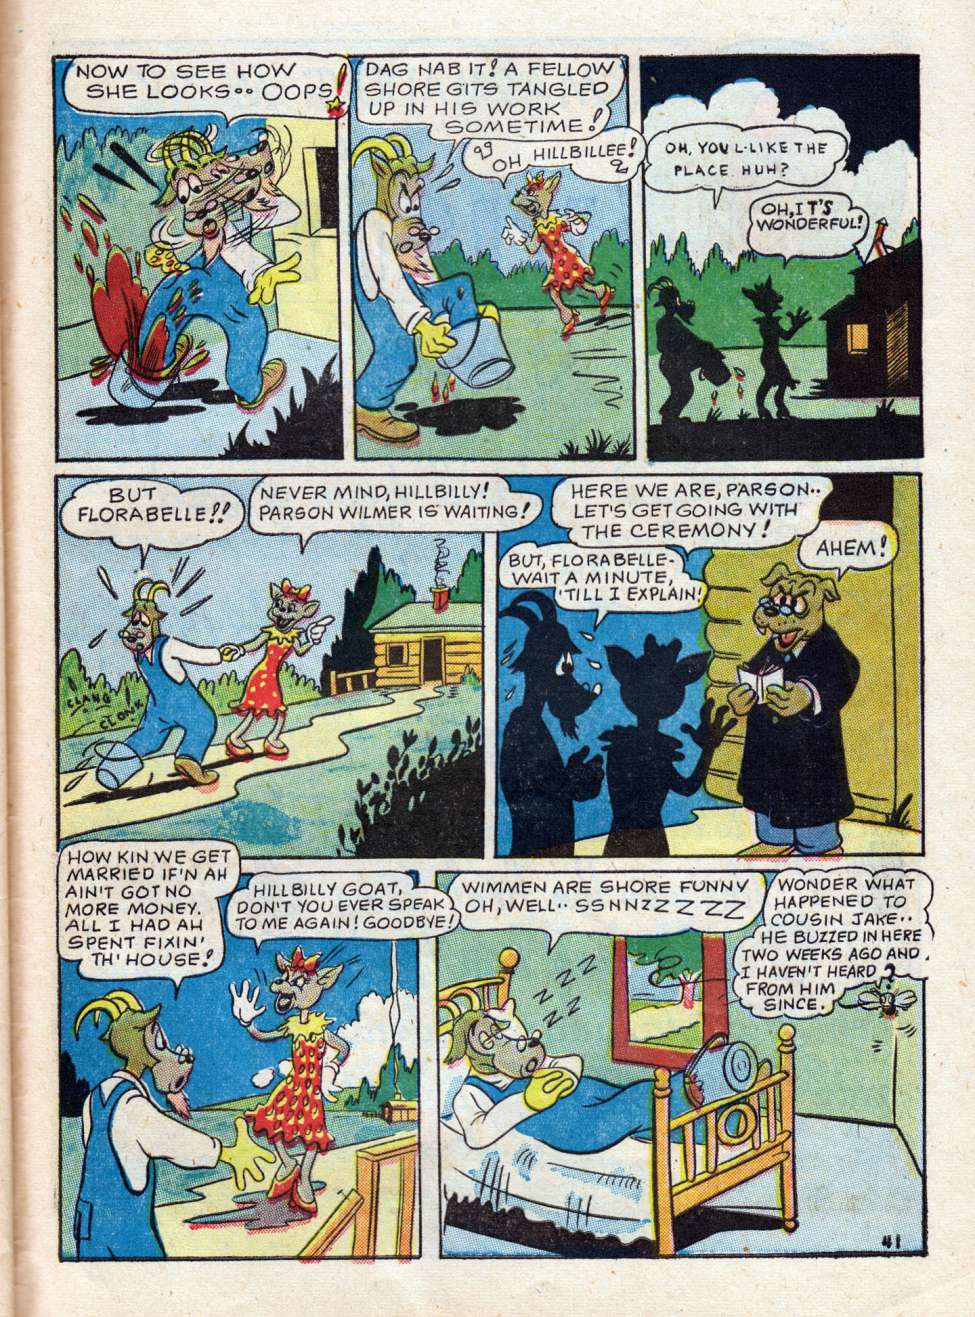 NOW TO SEE HOW
SHE LOOKS·· OOPS!
DAG NAB IT! A FELLOW
SHORE GITS TANGLED
UP IN HIS WORK
SOMETIME!
OH HILLBILLEE!
OH, YOU L-LIKE THE
PLACE HUH?
OH, IT'S
WONDERFUL!
BUT
FLORABELLE!!
NEVER MIND, HILLBILLY!
PARSON WILMER IS WAITING!
CLANG
CLONK
HERE WE ARE, PARSON··
LET'S GET GOING WITH
THE CEREMONY!
BUT, FLORABELLE-
WAIT A MINUTE,
'TILL I EXPLAIN!
AHEM!
HOW KIN WE GET
MARRIED IF'N AH
AIN'T GOT NO
MORE MONEY.
ALL I HAD AH
SPENT FIXIN'
TH' HOUSE!
HILLBILLY GOAT,
DON'T YOU EVER SPEAK
TO ME AGAIN! GOODBYE!
WIMMEN ARE SHORE FUNNY
OH, WELL·· SSNNZZZZZZ
ZZZ
ZZZ
WONDER WHAT
HAPPENED TO
COUSIN JAKE··
HE BUZZED IN HERE
TWO WEEKS AGO AND
I HAVEN'T HEARD
FROM HIM
SINCE.
?
41